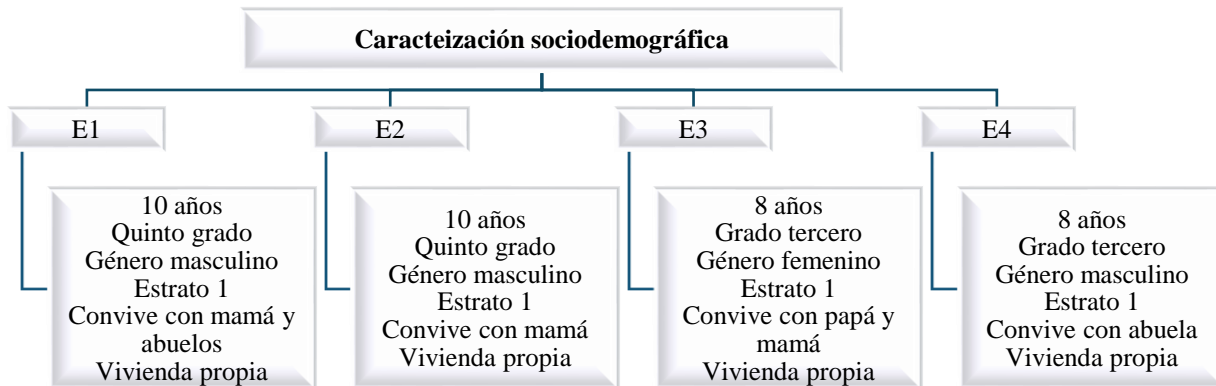 Caracteización sociodemográfica
E1
E2
E3
E4
10 años
Quinto grado
Género masculino
Estrato 1
Convive con mamá y
abuelos
Vivienda propia
10 años
Quinto grado
Género masculino
Estrato 1
Convive con mamá
Vivienda propia
8 años
Grado tercero
Género femenino
Estrato 1
Convive con papá y
mamá
Vivienda propia
8 años
Grado tercero
Género masculino
Estrato 1
Convive con abuela
Vivienda propia